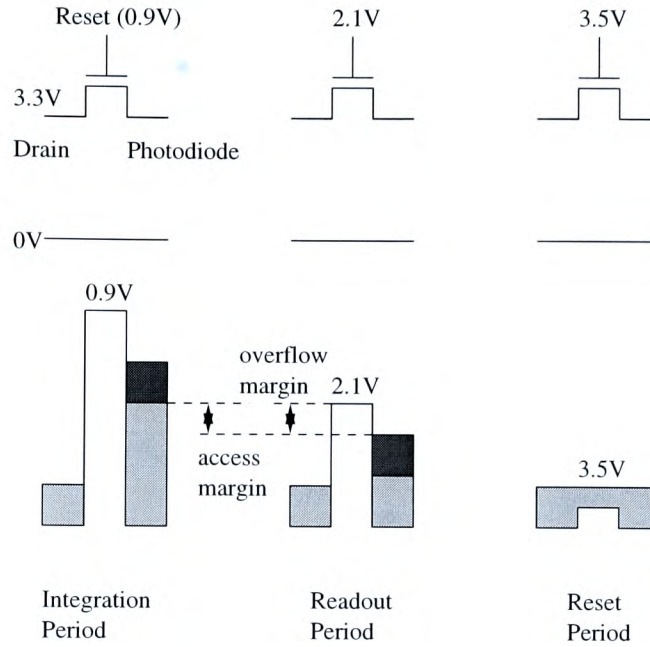 Reset (0.9V)
2.1V
3.5V
3.3V
Drain
Photodiode
0V
0.9V
overflow
margin
2.1V
access
margin
3.5V
Integration
Period
Readout
Period
Reset
Period